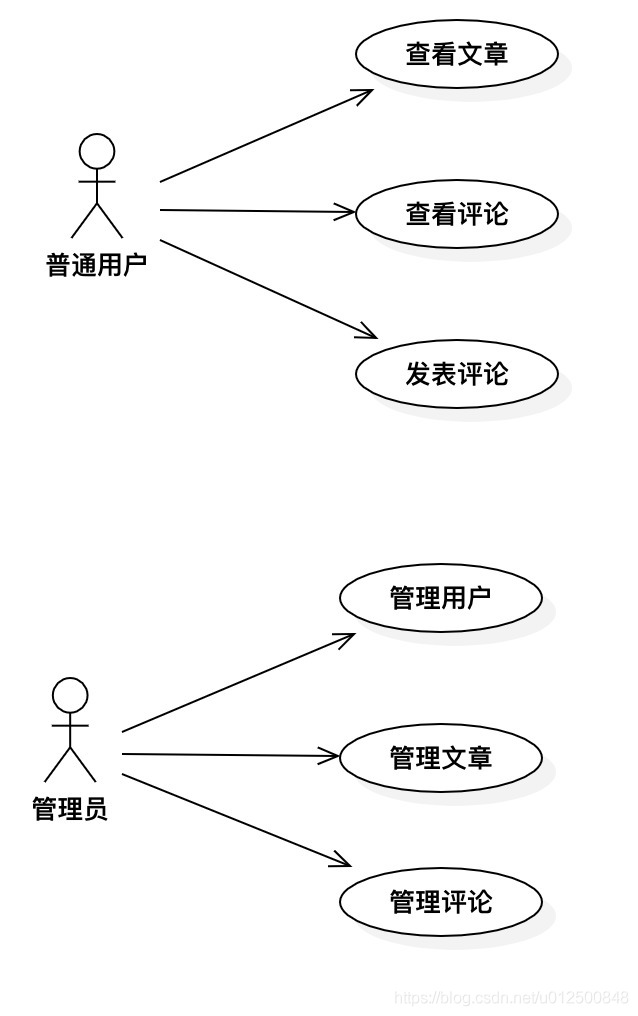 查看文章
查看评论
普通用户
发表评论
管理用户
管理文章
管理员
管理评论
https://blog.csdn.net/u012500848